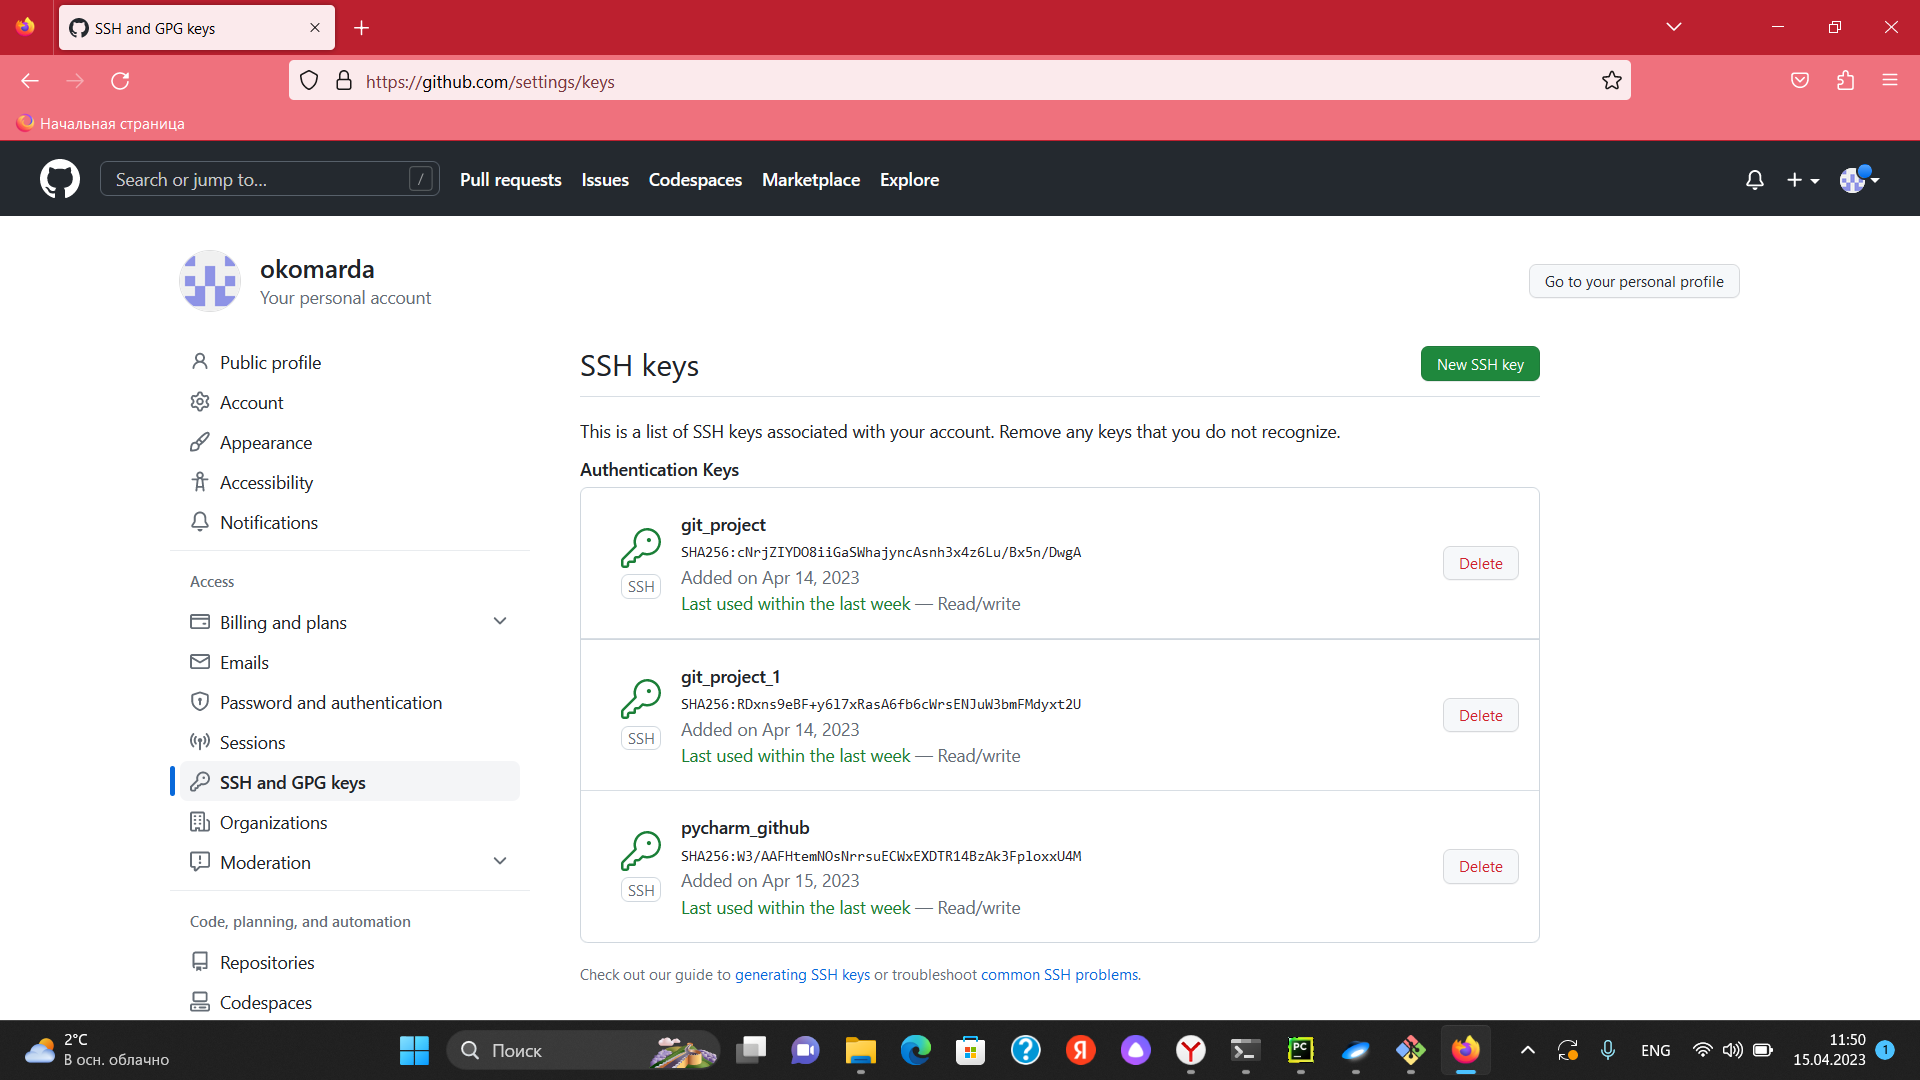 SSH and GPG keys
https://github.com/settings/keys
Начальная страница
Search or jump to... /
Pull requests Issues Codespaces Marketplace Explore
okomarda
Your personal account
Go to your personal profile
Public profile
Account
Appearance
Accessibility
Notifications
Access
Billing and plans
Emails
Password and authentication
Sessions
SSH and GPG keys
Organizations
Moderation
Code, planning, and automation
Repositories
Codespaces
SSH keys
New SSH key
This is a list of SSH keys associated with your account. Remove any keys that you do not recognize.
Authentication Keys
git_project
SHA256:cNrjZIYDO8iiGaSWhajyncAsnh3x4z6Lu/Bx5n/DwgA
Added on Apr 14, 2023
Last used within the last week — Read/write
SSH
Delete
git_project_1
SHA256:RDxns9eBF+y6l7xRasA6fb6cWrsENJuW3bmFMdyxt2U
Added on Apr 14, 2023
Last used within the last week — Read/write
SSH
Delete
pycharm_github
SHA256:W3/AAFHtemNOsNrrsuECWxEXDTR14BzAk3FploxxU4M
Added on Apr 15, 2023
Last used within the last week — Read/write
SSH
Delete
Check out our guide to generating SSH keys or troubleshoot common SSH problems.
2°C
В осн. облачно
Поиск
Я
PC
ENG
11:50
15.04.2023
1